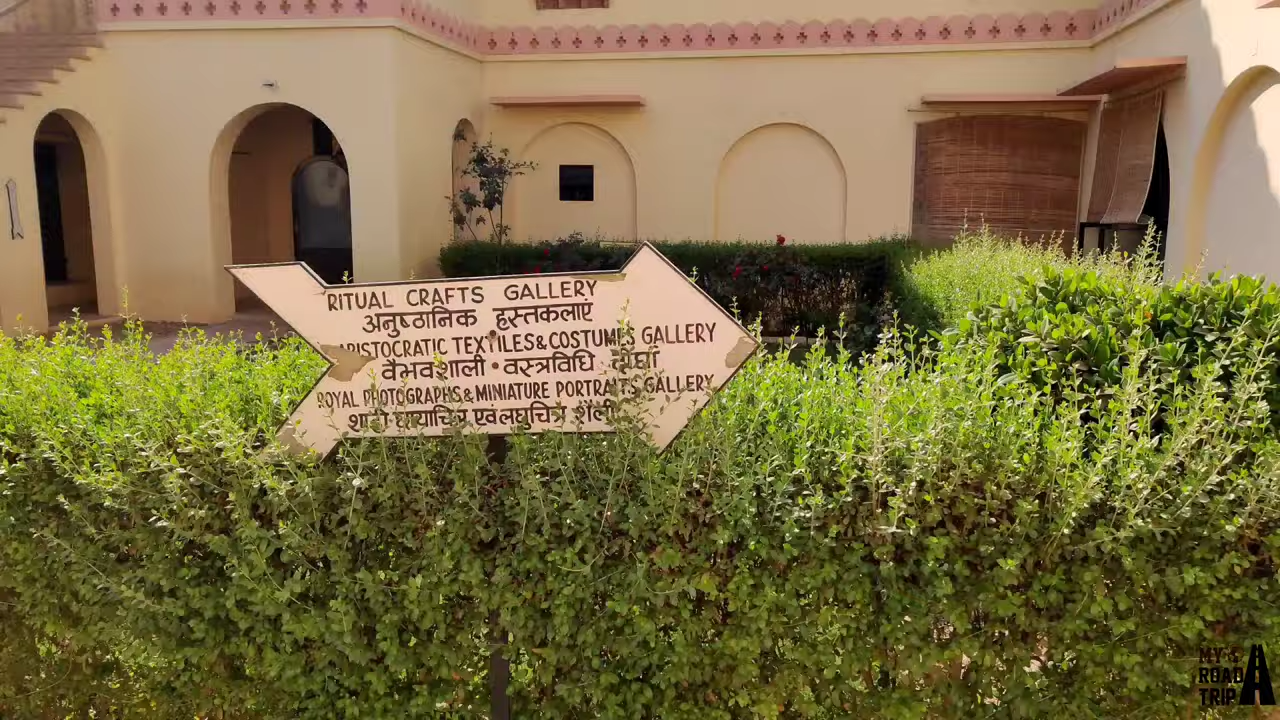 RITUAL CRAFTS GALLERY
अनुष्ठानिक हस्तकलाएं
ARISTOCRATIC TEXTILES & COSTUMES GALLERY
वैभवशाली • वस्त्रविधि
ROYAL PHOTOGRAPHS & MINIATURE PORTRAITS GALLERY
शाही छायाचित्र एवं लघुचित्र शैली
MY
ROAD
TRIP